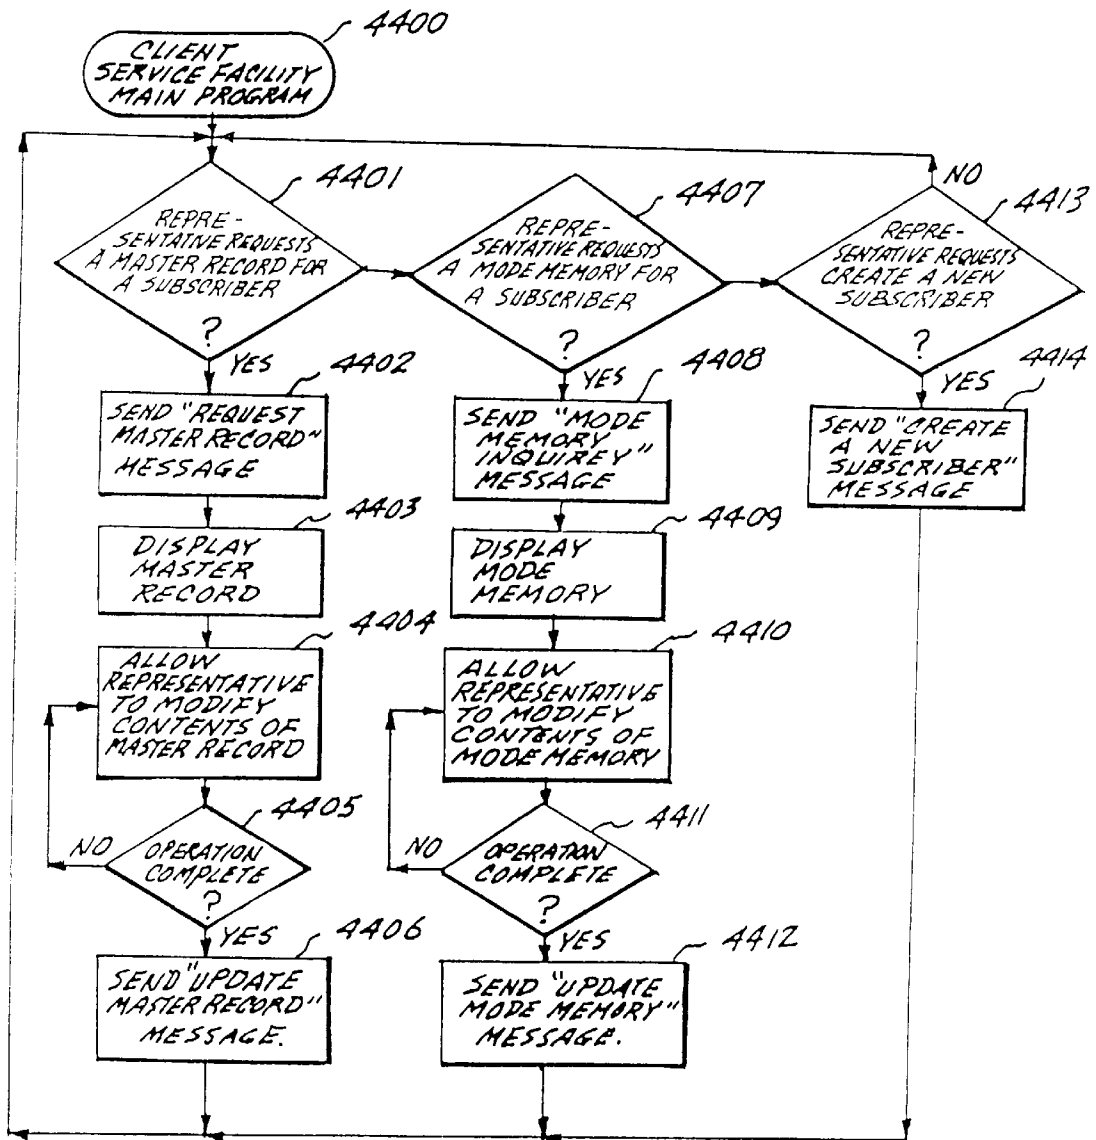 4400
CLIENT
SERVICE FACILITY
MAIN PROGRAM
4401
REPRE-
SENTATIVE REQUESTS
A MASTER RECORD FOR
A SUBSCRIBER
?
YES
4407
REPRE-
SENTATIVE REQUESTS
A MODE MEMORY FOR
A SUBSCRIBER
?
YES
NO
4413
REPRE-
SENTATIVE REQUESTS
CREATE A NEW
SUBSCRIBER
?
YES
4402
SEND "REQUEST
MASTER RECORD"
MESSAGE
4408
SEND "MODE
MEMORY
INQUIREY"
MESSAGE
4414
SEND "CREATE
A NEW
SUBSCRIBER"
MESSAGE
4403
DISPLAY
MASTER
RECORD
4409
DISPLAY
MODE
MEMORY
4404
ALLOW
REPRESENTATIVE
TO MODIFY
CONTENTS OF
MASTER RECORD
4410
ALLOW
REPRESENTATIVE
TO MODIFY
CONTENTS OF
MODE MEMORY
4405
NO
OPERATION
COMPLETE
?
YES
4411
NO
OPERATION
COMPLETE
?
YES
4406
SEND "UPDATE
MASTER RECORD"
MESSAGE.
4412
SEND "UPDATE
MODE MEMORY"
MESSAGE.